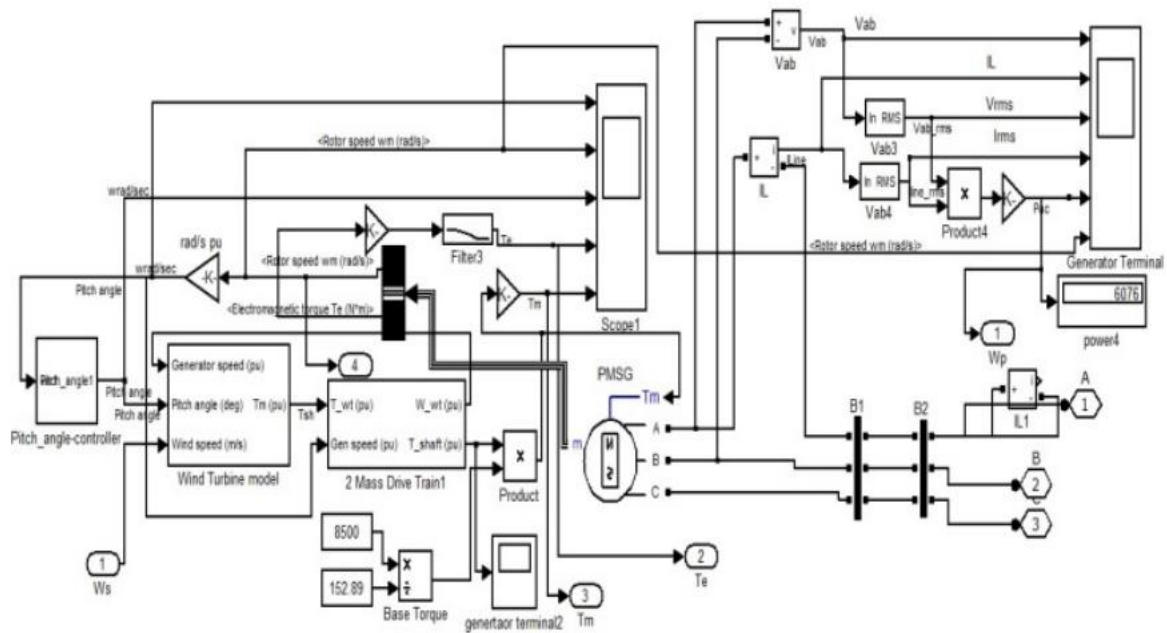 Vab
Vab
Vab
IL
Vrms
In RMS
Vab_rms
Vab3
Irms
ILine
IL
In RMS
line_rms
Vab4
x
Product4
-K-
Generator Terminal
<Rotor speed wm (rad/s)>
6076
power4
1
Wp
<Rotor speed wm (rad/s)>
wrad/sec
rad/s pu
wrad/sec
-K-
Pitch angle
<Rotor speed wm (rad/s)>
<Electromagnetic torque Te (N*m)>
Filter3
Te
Tm
Scope1
4
Pitch_angle-controller
Pitch angle
Pitch angle
Generator speed (pu)
Pitch angle (deg)
Tm (pu)
Wind speed (m/s)
Wind Turbine model
Tsh
T_wt (pu)
W_wt (pu)
Gen speed (pu)
T_shaft (pu)
2 Mass Drive Train1
x
Product
PMSG
Tm
m
N
S
A
B
C
B1
B2
IL1
A
1
B
2
3
1
Ws
8500
152.89
x
÷
Base Torque
genertaor terminal2
2
Te
3
Tm